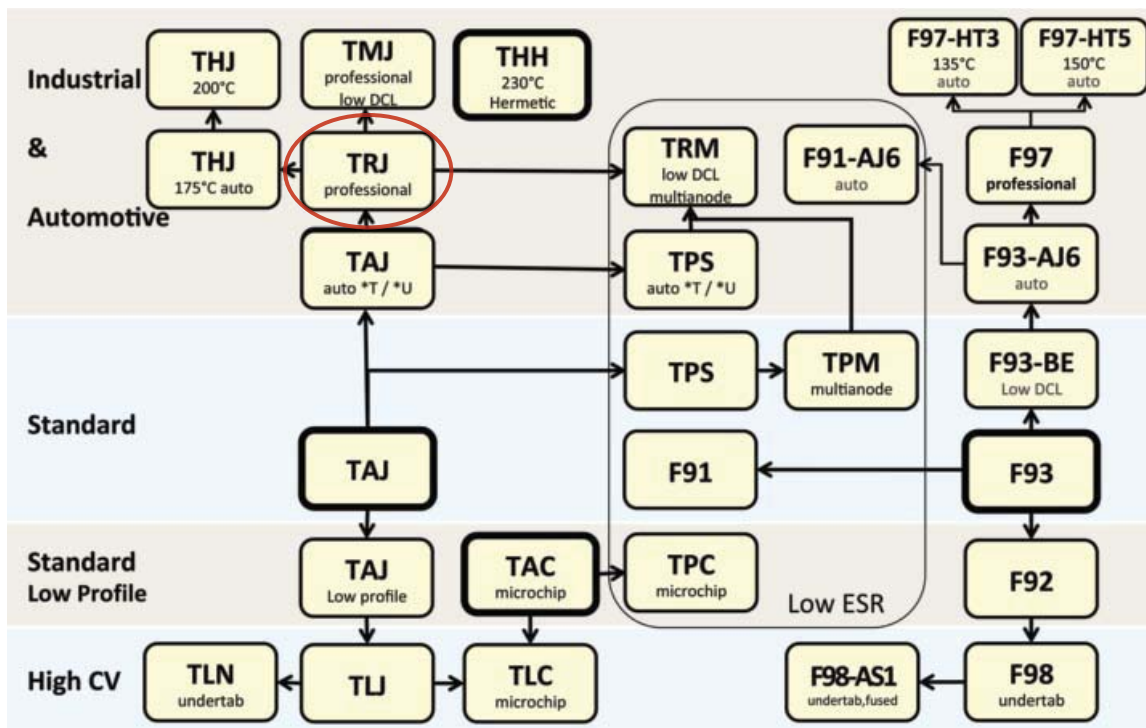 Industrial
&
Automotive
THJ
200°C
TMJ
professional
low DCL
THH
230°C
Hermetic
F97-HT3
135°C
auto
F97-HT5
150°C
auto
THJ
175°C auto
TRJ
professional
TRM
low DCL
multianode
F91-AJ6
auto
F97
professional
TAJ
auto *T / *U
TPS
auto *T / *U
F93-AJ6
auto
Standard
TPS
TPM
multianode
F93-BE
Low DCL
TAJ
F91
F93
Standard
Low Profile
TAJ
Low profile
TAC
microchip
TPC
microchip
Low ESR
F92
High CV
TLN
undertab
TLJ
TLC
microchip
F98-AS1
undertab,fused
F98
undertab